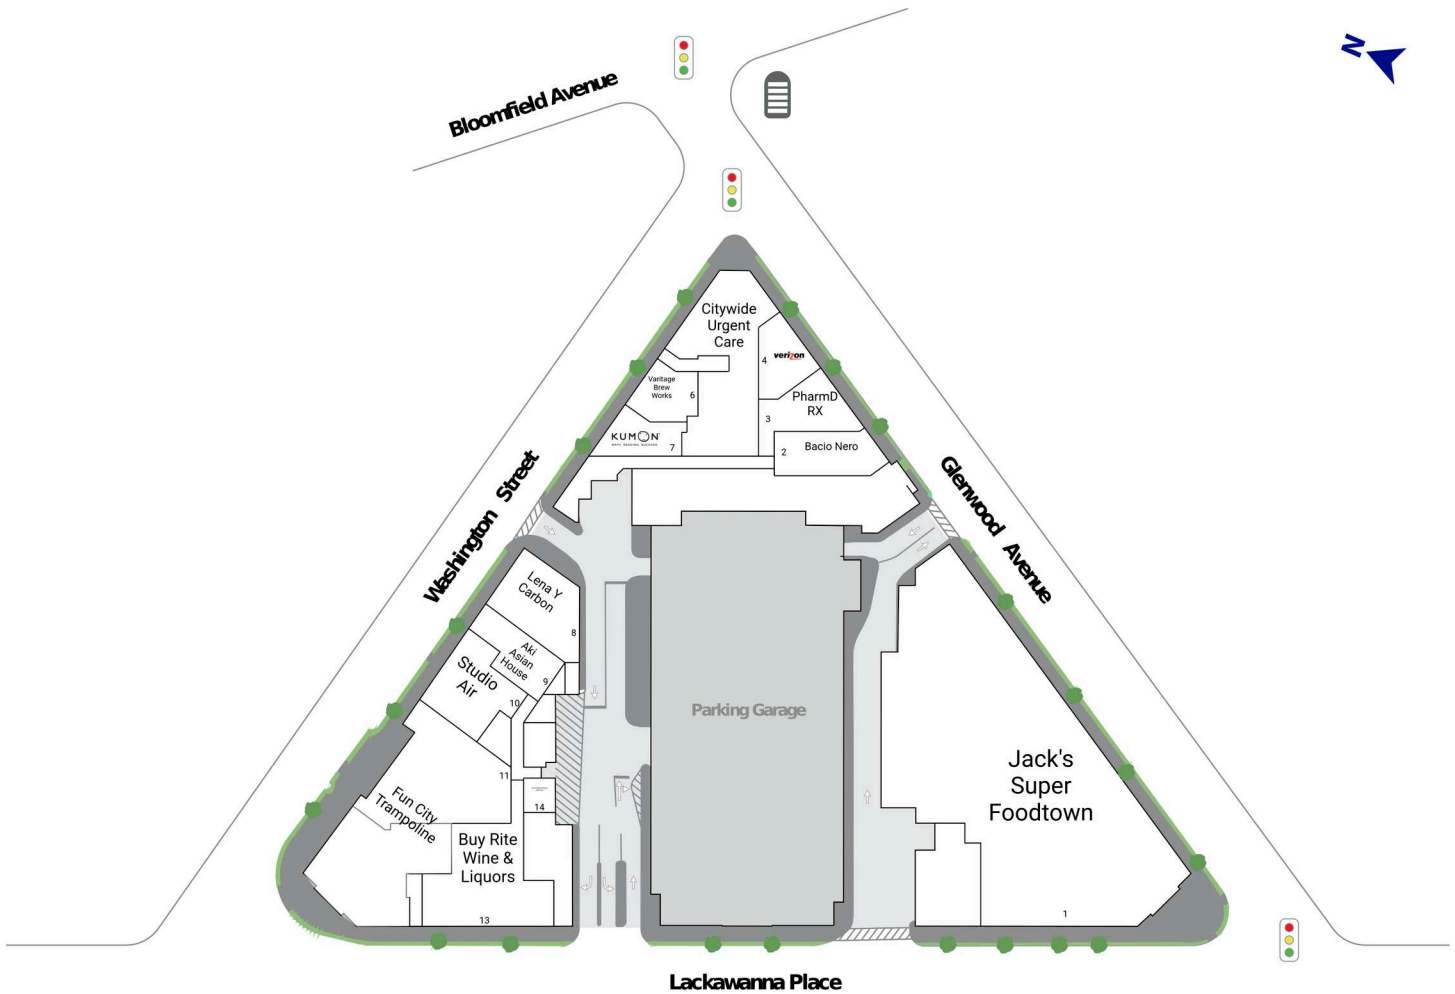 N
Bloomfield Avenue
Citywide
Urgent
Care
4
verizon
Varitage
Brew
Works
6
PharmD
RX
3
KUMON
7
2
Bacio Nero
Washington Street
Glenwood Avenue
Lena Y
Carbon
8
Aki
Asian
House
9
Studio
Air
10
Parking Garage
11
Fun City
Trampoline
14
Jack's
Super
Foodtown
Buy Rite
Wine &
Liquors
13
1
Lackawanna Place